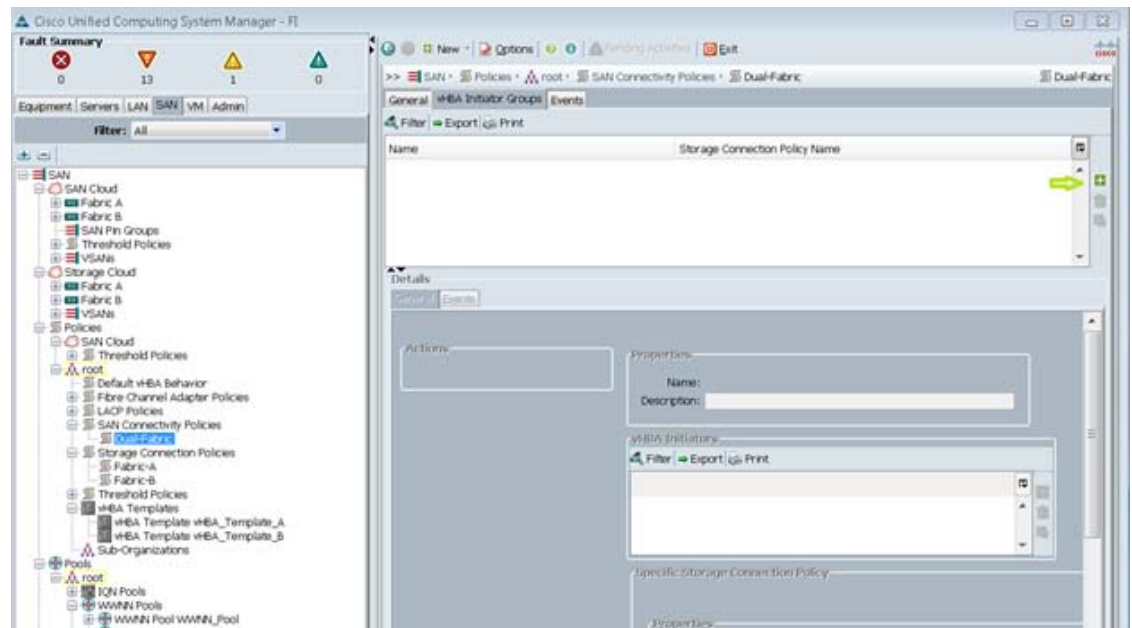 Cisco Unified Computing System Manager - FI
Fault Summary
0 13 1 0
Equipment Servers LAN SAN VM Admin
Filter: All
SAN
SAN Cloud
Fabric A
Fabric B
SAN Pin Groups
Threshold Policies
VSANs
Storage Cloud
Fabric A
Fabric B
VSANs
Policies
SAN Cloud
Threshold Policies
root
Default vHBA Behavior
Fibre Channel Adapter Policies
LACP Policies
SAN Connectivity Policies
Dual-Fabric
Storage Connection Policies
Fabric-A
Fabric-B
Threshold Policies
vHBA Templates
vHBA Template vHBA_Template_A
vHBA Template vHBA_Template_B
Sub-Organizations
Pools
root
IQN Pools
WWNN Pools
WWNN Pool WWNN_Pool
New Options Pending Activities Exit
CISCO
>> SAN Policies root SAN Connectivity Policies Dual-Fabric Dual-Fabric
General vHBA Initiator Groups Events
Filter Export Print
Name Storage Connection Policy Name
Details
General Events
Actions
Properties
Name:
Description:
vHBA Initiators
Filter Export Print
Specific Storage Connection Policy
Properties